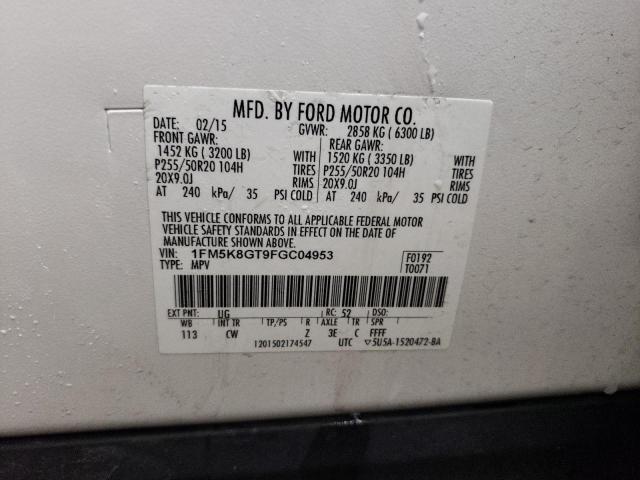 MFD. BY FORD MOTOR CO.
DATE: 02/15 GVWR: 2858 KG ( 6300 LB)
FRONT GAWR: REAR GAWR:
1452 KG ( 3200 LB) 1520 KG ( 3350 LB)
P255/50R20 104H TIRES P255/50R20 104H TIRES
20X9.0J RIMS 20X9.0J RIMS
AT 240 kPa/ 35 PSI COLD AT 240 kPa/ 35 PSI COLD
THIS VEHICLE CONFORMS TO ALL APPLICABLE FEDERAL MOTOR
VEHICLE SAFETY STANDARDS IN EFFECT ON THE DATE OF
MANUFACTURE SHOWN ABOVE.
VIN: 1FM5K8GT9FGC04953 F0192
TYPE: MPV T0071
EXT PNT: UG RC: 52 DSO:
WB INT TR TP/PS R AXLE TR SPR
113 CW Z 3E C FFFF
1201502174547 UTC ▽5U5A-1520472-BA